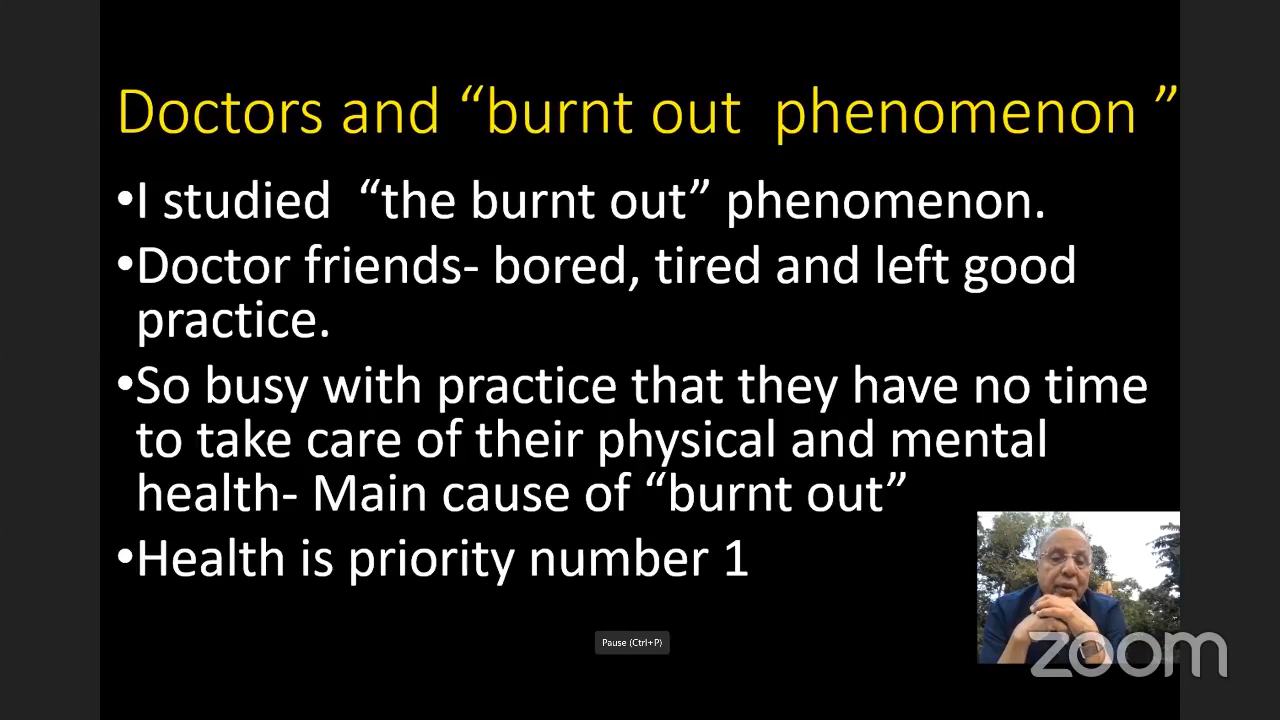 Doctors and “burnt out  phenomenon ”
•I studied  “the burnt out” phenomenon.
•Doctor friends- bored, tired and left good
practice.
•So busy with practice that they have no time
to take care of their physical and mental
health- Main cause of “burnt out”
•Health is priority number 1
Pause (Ctrl+P)
zoom